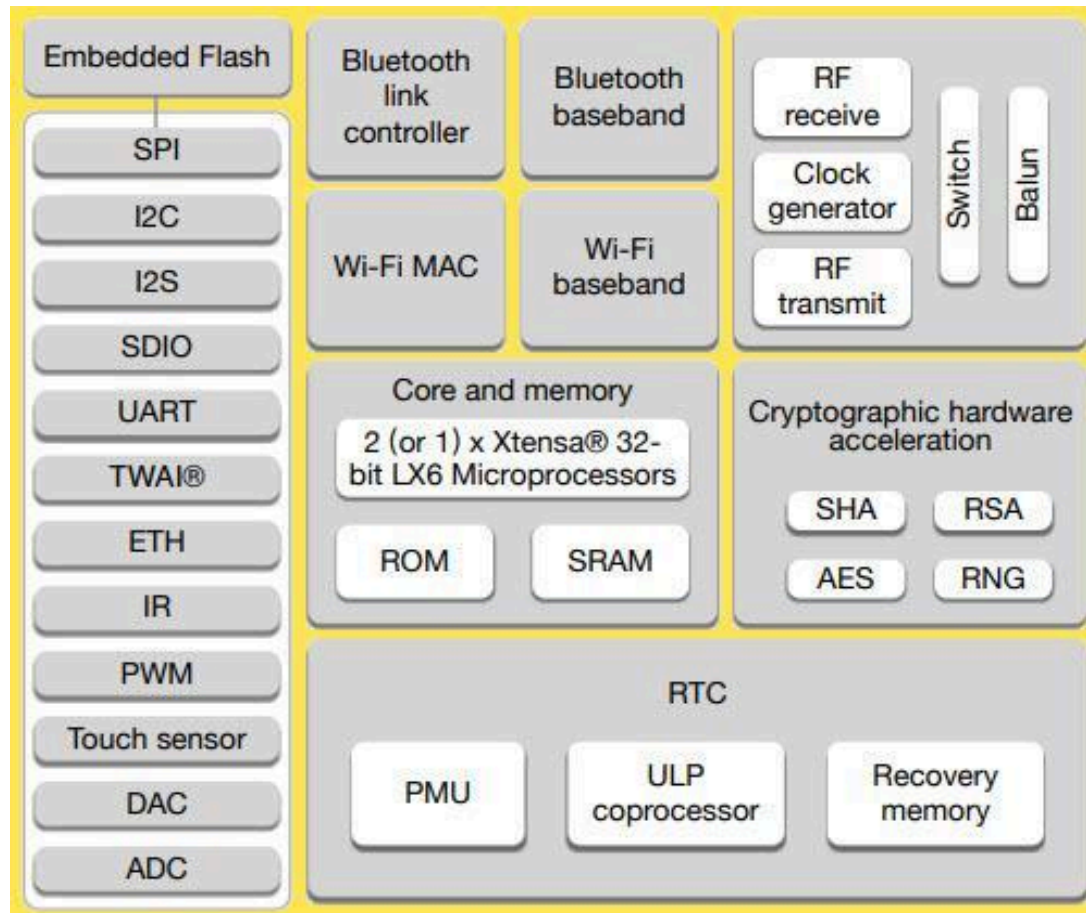 Embedded Flash
SPI
I2C
I2S
SDIO
UART
TWAI®
ETH
IR
PWM
Touch sensor
DAC
ADC
Bluetooth
link
controller
Bluetooth
baseband
Wi-Fi MAC
Wi-Fi
baseband
RF
receive
Clock
generator
RF
transmit
Switch
Balun
Core and memory
2 (or 1) x Xtensa® 32-
bit LX6 Microprocessors
ROM
SRAM
Cryptographic hardware
acceleration
SHA
RSA
AES
RNG
RTC
PMU
ULP
coprocessor
Recovery
memory